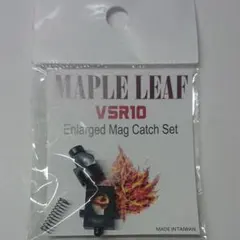 MAPLE LEAF
VSR10
Enlarged Mag Catch Set
MADE IN TAIWAN